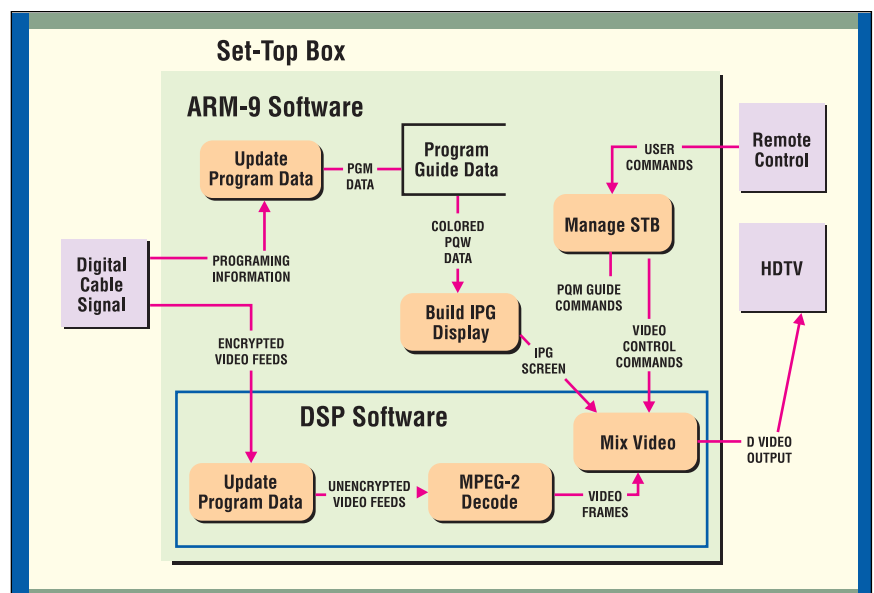 Set-Top Box
ARM-9 Software
Update
Program Data
PGM
DATA
Program
Guide Data
USER
COMMANDS
Remote
Control
Manage STB
COLORED
PQW
DATA
Digital
Cable
Signal
PROGRAMING
INFORMATION
HDTV
PQM GUIDE
COMMANDS
Build IPG
Display
ENCRYPTED
VIDEO FEEDS
IPG
SCREEN
VIDEO
CONTROL
COMMANDS
DSP Software
Mix Video
D VIDEO
OUTPUT
Update
Program Data
UNENCRYPTED
VIDEO FEEDS
MPEG-2
Decode
VIDEO
FRAMES